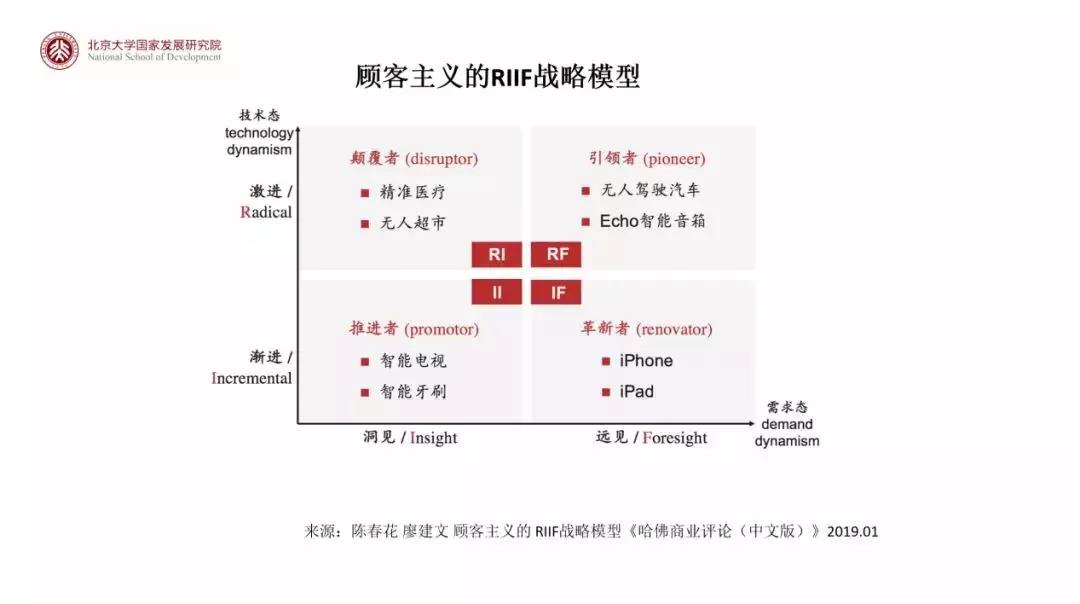 北京大学国家发展研究院
National School of Development
顾客主义的RIIF战略模型
技术态
technology
dynamism
激进 /
Radical
颠覆者 (disruptor)
精准医疗
无人超市
引领者 (pioneer)
无人驾驶汽车
Echo智能音箱
RI
RF
II
IF
渐进 /
Incremental
推进者 (promotor)
智能电视
智能牙刷
革新者 (renovator)
iPhone
iPad
洞见 / Insight
远见 / Foresight
需求态
demand
dynamism
来源：陈春花 廖建文 顾客主义的 RIIF战略模型《哈佛商业评论（中文版）》2019.01